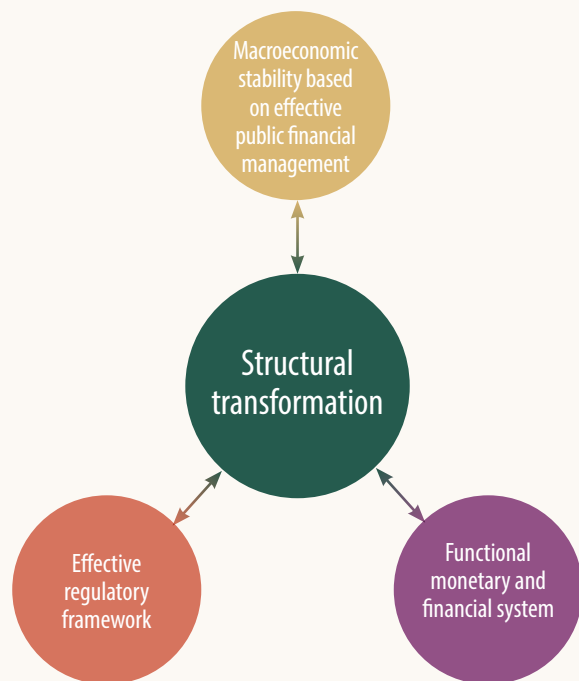 Macroeconomic
stability based
on effective
public financial
management
Structural
transformation
Effective
regulatory
framework
Functional
monetary and
financial system